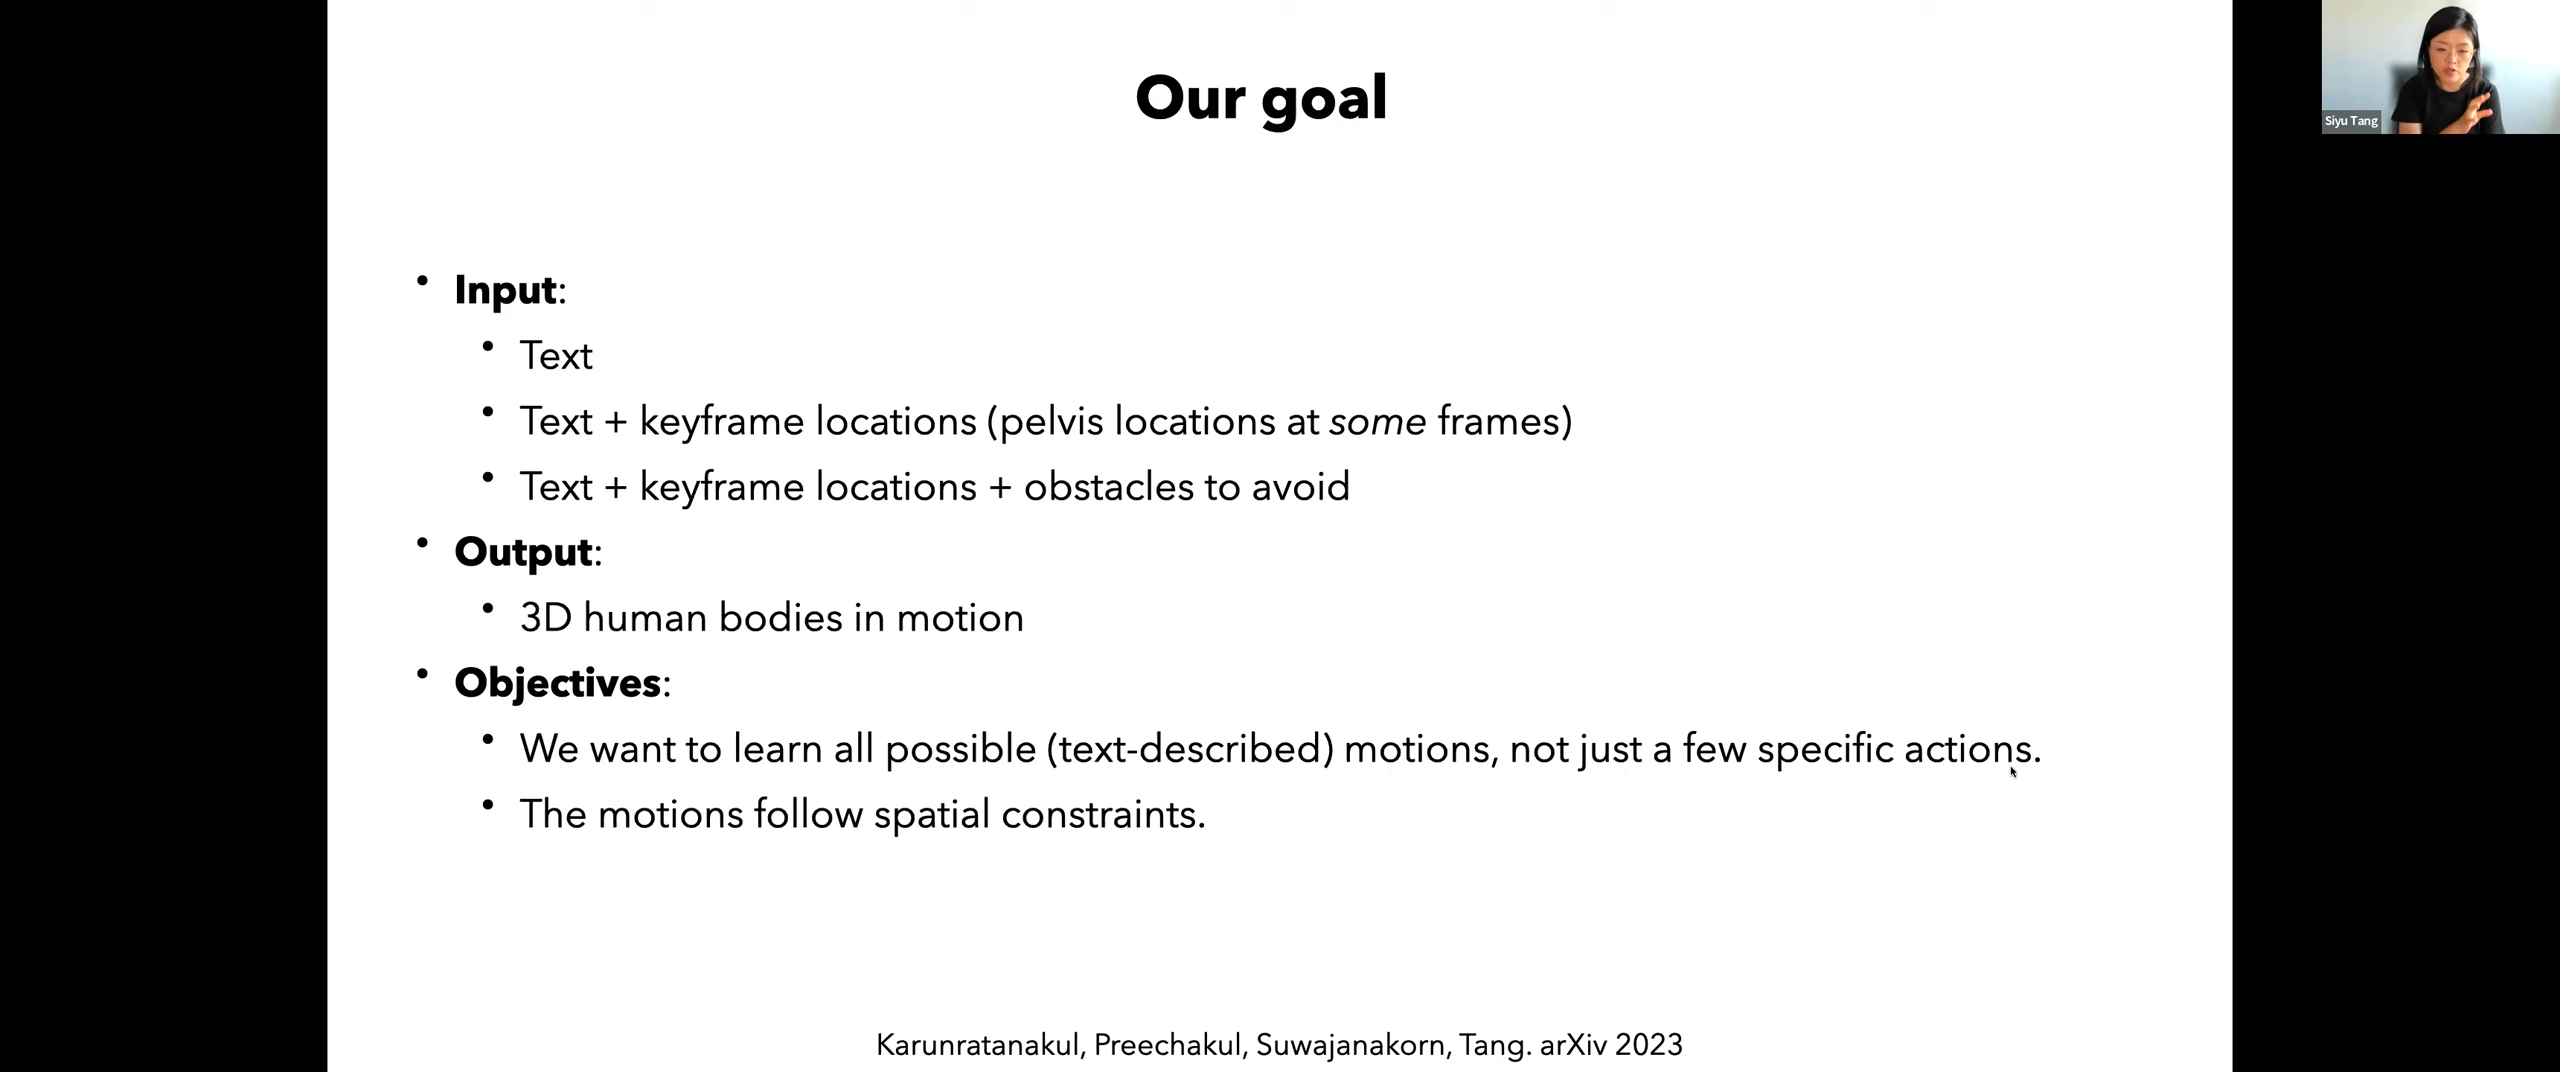 Our goal
Siyu Tang
• Input:
• Text
• Text + keyframe locations (pelvis locations at some frames)
• Text + keyframe locations + obstacles to avoid
• Output:
• 3D human bodies in motion
• Objectives:
• We want to learn all possible (text-described) motions, not just a few specific actions.
• The motions follow spatial constraints.
Karunratanakul, Preechakul, Suwajanakorn, Tang. arXiv 2023